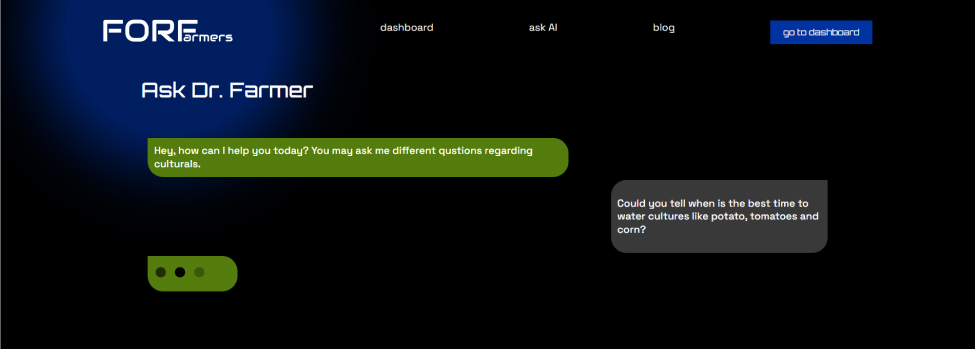 FORFarmers
dashboard
ask AI
blog
go to dashboard
Ask Dr. Farmer
Hey, how can I help you today? You may ask me different qustions regarding
culturals.
Could you tell when is the best time to
water cultures like potato, tomatoes and
corn?